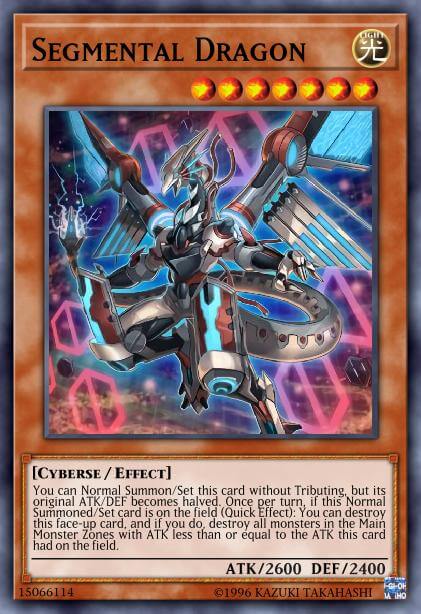 SEGMENTAL DRAGON
LIGHT
光
[CYBERSE / EFFECT]
You can Normal Summon/Set this card without Tributing, but its
original ATK/DEF becomes halved. Once per turn, if this Normal
Summoned/Set card is on the field (Quick Effect): You can destroy
this face-up card, and if you do, destroy all monsters in the Main
Monster Zones with ATK less than or equal to the ATK this card
had on the field.
ATK/2600 DEF/2400
15066114 ©1996 KAZUKI TAKAHASHI